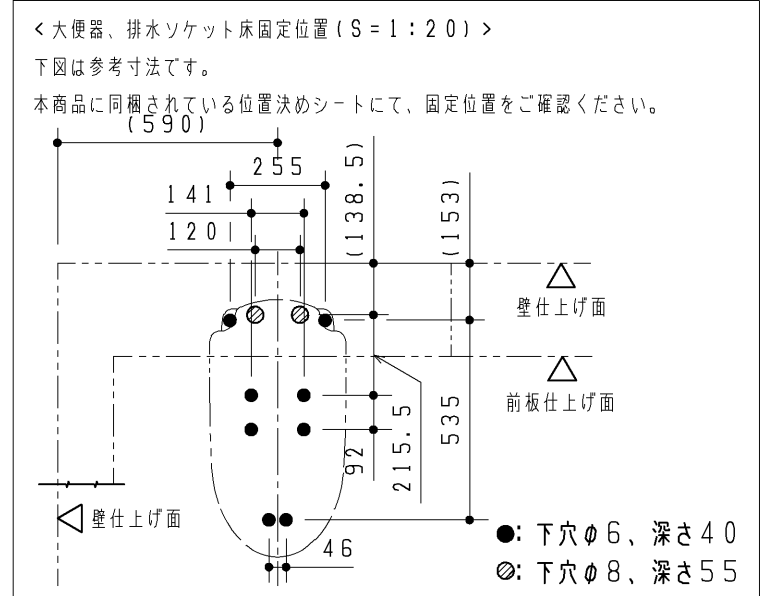 <大便器、排水ソケット床固定位置(S=1:20)>
下図は参考寸法です。
本商品に同梱されている位置決めシートにて、固定位置をご確認ください。
(590)
255
141
120
(138.5)
(153)
壁仕上げ面
前板仕上げ面
535
215.5
92
壁仕上げ面
46
●:下穴φ6、深さ40
:下穴φ8、深さ55